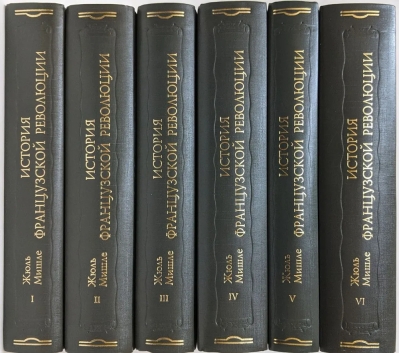 ИСТОРИЯ
ФРАНЦУЗСКОЙ РЕВОЛЮЦИИ
Жюль
Мишле
I
ИСТОРИЯ
ФРАНЦУЗСКОЙ РЕВОЛЮЦИИ
Жюль
Мишле
II
ИСТОРИЯ
ФРАНЦУЗСКОЙ РЕВОЛЮЦИИ
Жюль
Мишле
III
ИСТОРИЯ
ФРАНЦУЗСКОЙ РЕВОЛЮЦИИ
Жюль
Мишле
IV
ИСТОРИЯ
ФРАНЦУЗСКОЙ РЕВОЛЮЦИИ
Жюль
Мишле
V
ИСТОРИЯ
ФРАНЦУЗСКОЙ РЕВОЛЮЦИИ
Жюль
Мишле
VI